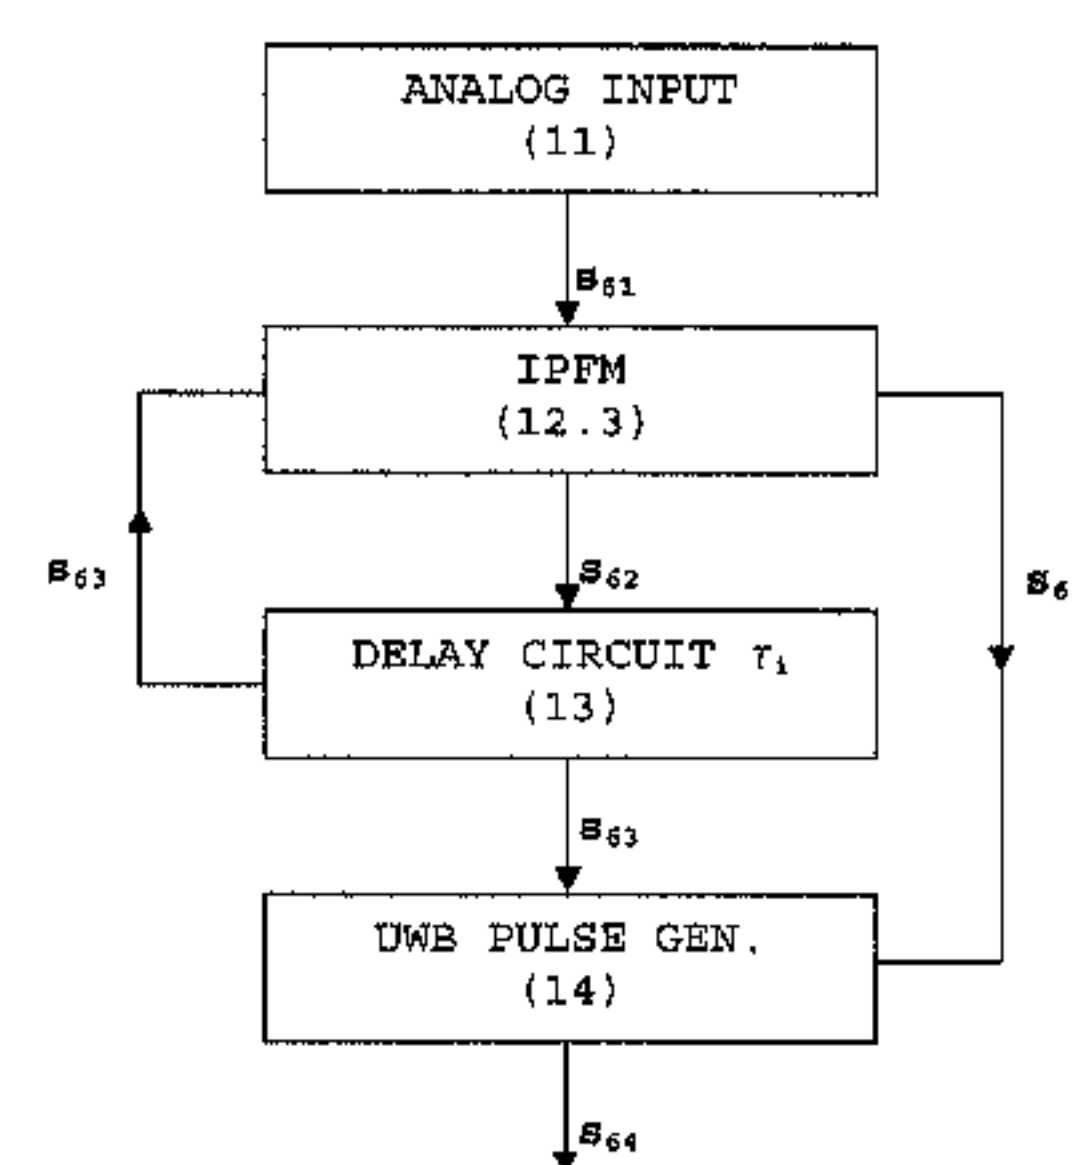 ANALOG INPUT
(11)
s61
IPFM
(12.3)
s63
s62
s6
DELAY CIRCUIT τi
(13)
s63
UWB PULSE GEN.
(14)
s64